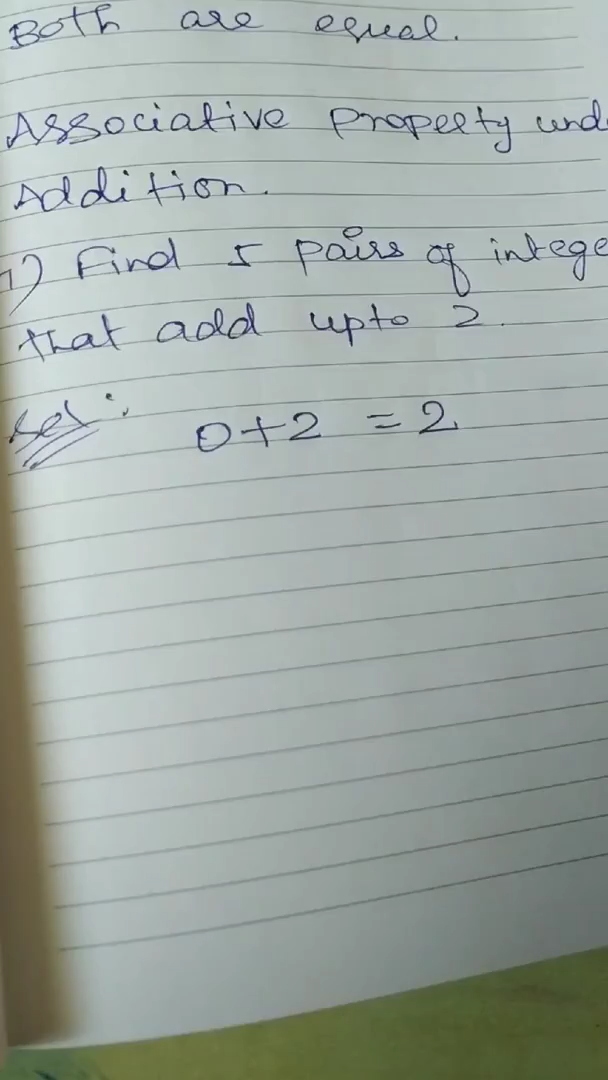 Both are equal.
Associative Property und
Addition.
1) Find 5 pairs of intege
that add upto 2.
Sol:
0+2 = 2